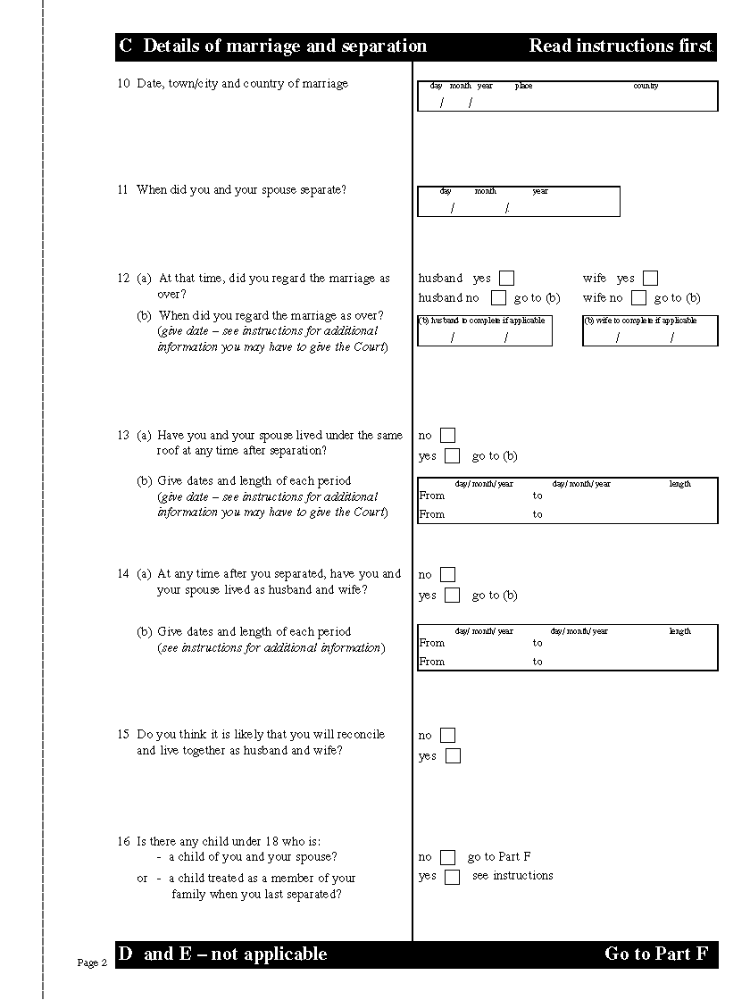 C Details of marriage and separation Read instructions first
10 Date, town/city and country of marriage
day month year place country
/ /
11 When did you and your spouse separate?
day month year
/ /
12 (a) At that time, did you regard the marriage as
over?
husband yes wife yes
husband no go to (b) wife no go to (b)
(b) When did you regard the marriage as over?
(give date – see instructions for additional
information you may have to give the Court)
(b) husband to complete if applicable (b) wife to complete if applicable
/ / / /
13 (a) Have you and your spouse lived under the same
roof at any time after separation?
no
yes go to (b)
(b) Give dates and length of each period
(give date – see instructions for additional
information you may have to give the Court)
day/month/year day/month/year length
From to
From to
14 (a) At any time after you separated, have you and
your spouse lived as husband and wife?
no
yes go to (b)
(b) Give dates and length of each period
(see instructions for additional information)
day/month/year day/month/year length
From to
From to
15 Do you think it is likely that you will reconcile
and live together as husband and wife?
no
yes
16 Is there any child under 18 who is:
- a child of you and your spouse?
or - a child treated as a member of your
family when you last separated?
no go to Part F
yes see instructions
D and E – not applicable Go to Part F
Page 2